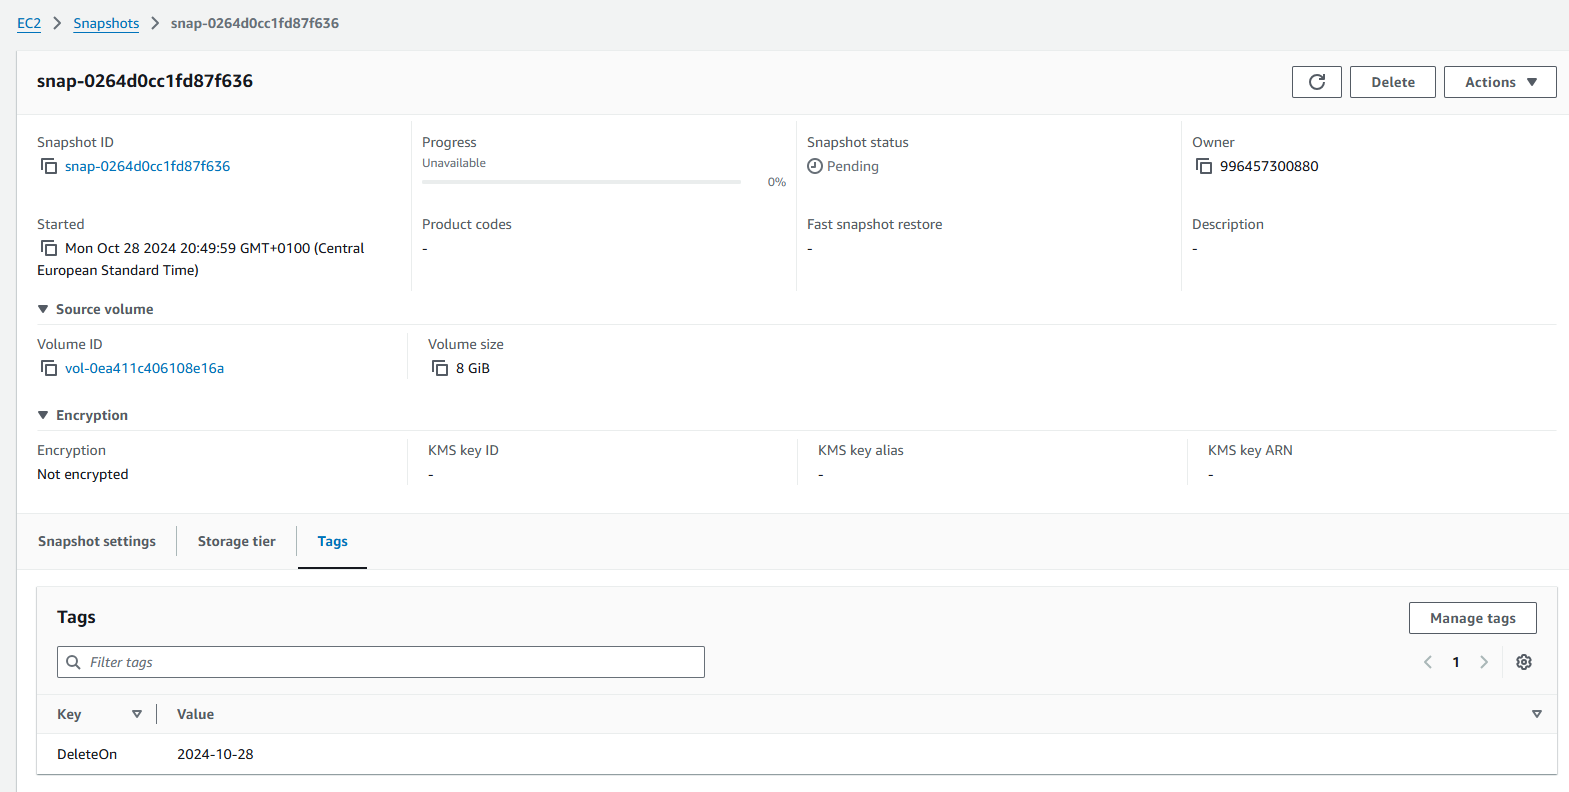 EC2 > Snapshots > snap-0264d0cc1fd87f636
snap-0264d0cc1fd87f636
Delete
Actions
Snapshot ID
snap-0264d0cc1fd87f636
Progress
Unavailable
0%
Snapshot status
Pending
Owner
996457300880
Started
Mon Oct 28 2024 20:49:59 GMT+0100 (Central
European Standard Time)
Product codes
-
Fast snapshot restore
-
Description
-
Source volume
Volume ID
vol-0ea411c406108e16a
Volume size
8 GiB
Encryption
Encryption
Not encrypted
KMS key ID
-
KMS key alias
-
KMS key ARN
-
Snapshot settings
Storage tier
Tags
Tags
Manage tags
Filter tags
1
Key
Value
DeleteOn
2024-10-28